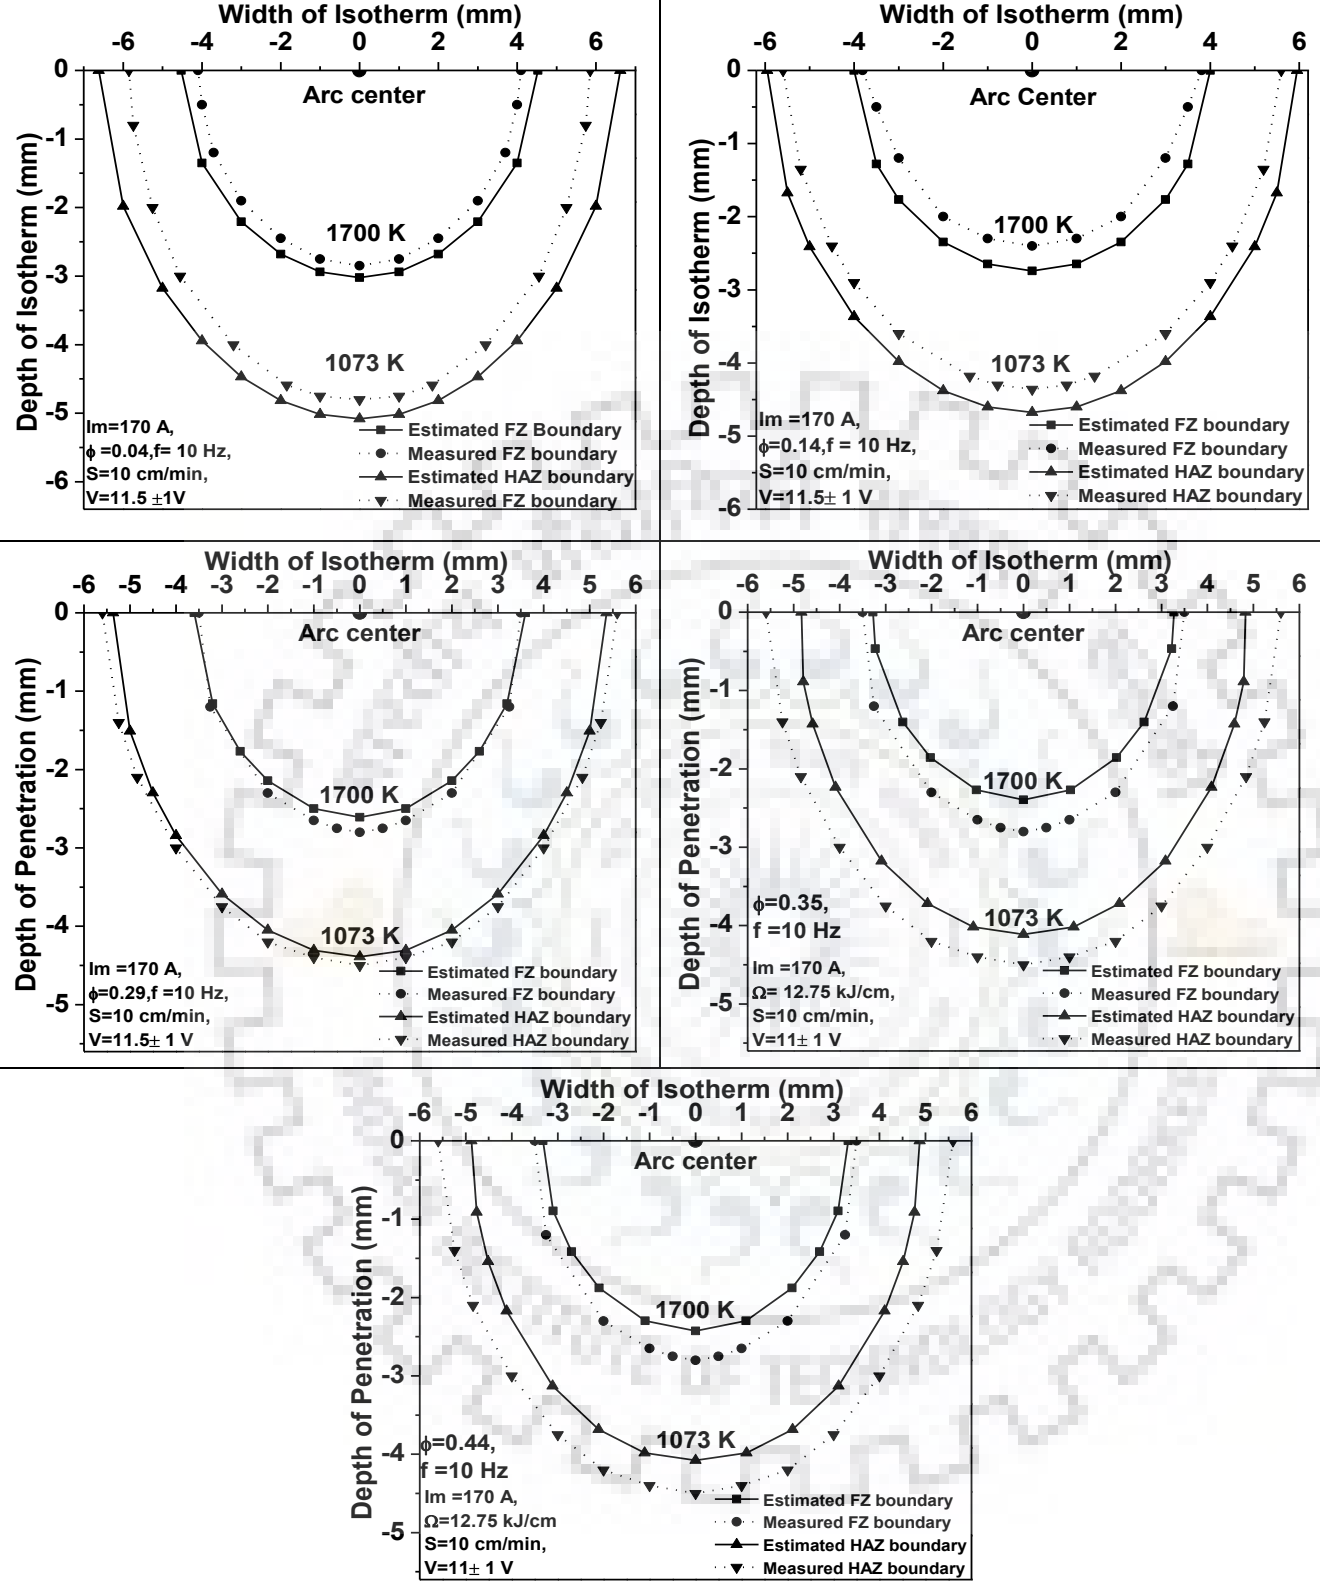 Width of Isotherm (mm)
-6 -4 -2 0 2 4 6
0
-1
-2
-3
-4
-5
-6
Depth of Isotherm (mm)
Arc center
1700 K
1073 K
Im=170 A,
ϕ =0.04,f= 10 Hz,
S=10 cm/min,
V=11.5 ±1V
Estimated FZ Boundary
Measured FZ boundary
Estimated HAZ boundary
Measured FZ boundary
Width of Isotherm (mm)
-6 -4 -2 0 2 4 6
0
-1
-2
-3
-4
-5
-6
Depth of Isotherm (mm)
Arc Center
1700 K
1073 K
Im =170 A,
ϕ=0.14,f = 10 Hz,
S=10 cm/min,
V=11.5± 1 V
Estimated FZ boundary
Measured FZ boundary
Estimated HAZ boundary
Measured HAZ boundary
Width of Isotherm (mm)
-6 -5 -4 -3 -2 -1 0 1 2 3 4 5 6
0
-1
-2
-3
-4
-5
Depth of Penetration (mm)
Arc center
1700 K
1073 K
Im =170 A,
ϕ=0.29,f =10 Hz,
S=10 cm/min,
V=11.5± 1 V
Estimated FZ boundary
Measured FZ boundary
Estimated HAZ boundary
Measured HAZ boundary
Width of Isotherm (mm)
-6 -5 -4 -3 -2 -1 0 1 2 3 4 5 6
0
-1
-2
-3
-4
-5
Depth of Penetration (mm)
Arc center
1700 K
1073 K
ϕ=0.35,
f =10 Hz
Im =170 A,
Ω= 12.75 kJ/cm,
S=10 cm/min,
V=11± 1 V
Estimated FZ boundary
Measured FZ boundary
Estimated HAZ boundary
Measured HAZ boundary
Width of Isotherm (mm)
-6 -5 -4 -3 -2 -1 0 1 2 3 4 5 6
0
-1
-2
-3
-4
-5
Depth of Penetration (mm)
Arc center
1700 K
1073 K
ϕ=0.44,
f =10 Hz
Im =170 A,
Ω=12.75 kJ/cm
S=10 cm/min,
V=11± 1 V
Estimated FZ boundary
Measured FZ boundary
Estimated HAZ boundary
Measured HAZ boundary